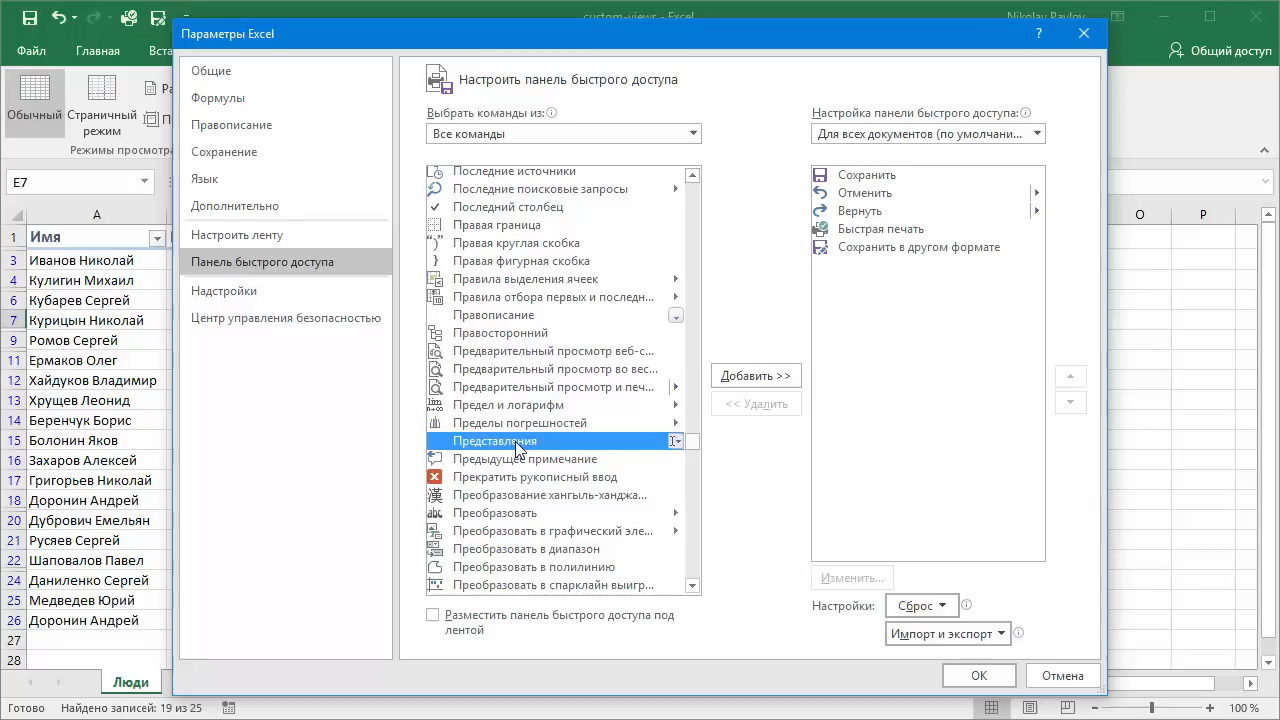 custom-views - Excel
Nikolay Pavlov
Параметры Excel
?
Файл
Главная
Вста
Общий доступ
Обычный
Страничный режим
Режимы просмотра
E7
A
O
P
1 Имя
3 Иванов Николай
4 Кулигин Михаил
6 Кубарев Сергей
7 Курицын Николай
9 Ромов Сергей
11 Ермаков Олег
12 Хайдуков Владимир
13 Хрущев Леонид
14 Беренчук Борис
15 Болонин Яков
16 Захаров Алексей
17 Григорьев Николай
18 Доронин Андрей
20 Дубрович Емельян
21 Русяев Сергей
22 Шаповалов Павел
24 Даниленко Сергей
25 Медведев Юрий
26 Доронин Андрей
27
28
Люди
Готово
Найдено записей: 19 из 25
100 %
Общие
Формулы
Правописание
Сохранение
Язык
Дополнительно
Настроить ленту
Панель быстрого доступа
Надстройки
Центр управления безопасностью
Настроить панель быстрого доступа
Выбрать команды из:
Все команды
Последние источники
Последние поисковые запросы
Последний столбец
Правая граница
Правая круглая скобка
Правая фигурная скобка
Правила выделения ячеек
Правила отбора первых и последн...
Правописание
Правосторонний
Предварительный просмотр веб-с...
Предварительный просмотр во вес...
Предварительный просмотр и печ...
Предел и логарифм
Пределы погрешностей
Представления
Предыдущее примечание
Прекратить рукописный ввод
Преобразование хангыль-ханджа...
Преобразовать
Преобразовать в графический эле...
Преобразовать в диапазон
Преобразовать в полилинию
Преобразовать в спарклайн выигр...
Разместить панель быстрого доступа под
лентой
Добавить >>
<< Удалить
Настройка панели быстрого доступа:
Для всех документов (по умолчани...
Сохранить
Отменить
Вернуть
Быстрая печать
Сохранить в другом формате
Изменить...
Настройки:
Сброс
Импорт и экспорт
OK
Отмена